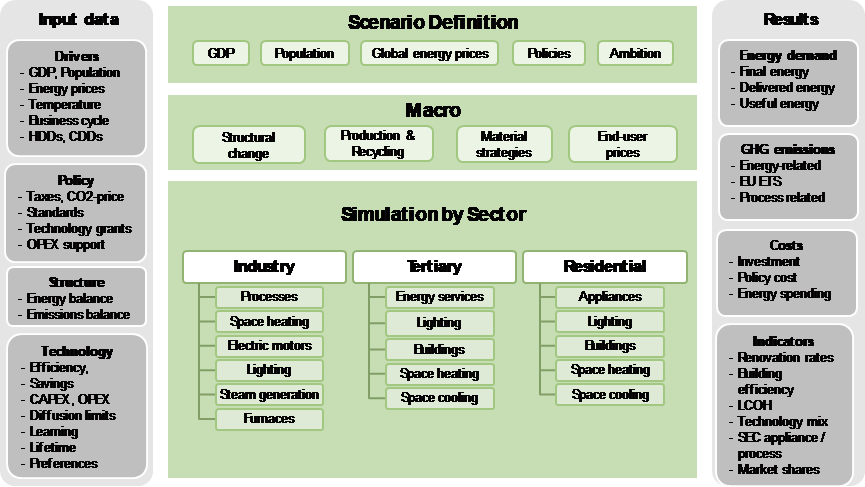 Input data
Drivers
- GDP, Population
- Energy prices
- Temperature
- Business cycle
- HDDs, CDDs
Policy
- Taxes, CO2-price
- Standards
- Technology grants
- OPEX support
Structure
- Energy balance
- Emissions balance
Technology
- Efficiency,
- Savings
- CAPEX, OPEX
- Diffusion limits
- Learning
- Lifetime
- Preferences
Scenario Definition
GDP
Population
Global energy prices
Policies
Ambition
Macro
Structural
change
Production &
Recycling
Material
strategies
End-user
prices
Simulation by Sector
Industry
Processes
Space heating
Electric motors
Lighting
Steam generation
Furnaces
Tertiary
Energy services
Lighting
Buildings
Space heating
Space cooling
Residential
Appliances
Lighting
Buildings
Space heating
Space cooling
Results
Energy demand
- Final energy
- Delivered energy
- Useful energy
GHG emissions
- Energy-related
- EU ETS
- Process related
Costs
- Investment
- Policy cost
- Energy spending
Indicators
- Renovation rates
- Building
efficiency
- LCOH
- Technology mix
- SEC appliance /
process
- Market shares